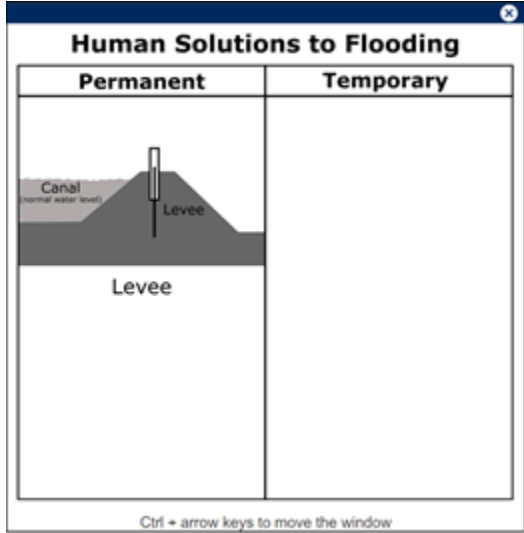 Human Solutions to Flooding
Permanent
Temporary
Canal
(normal water level)
Levee
Levee
Ctrl + arrow keys to move the window